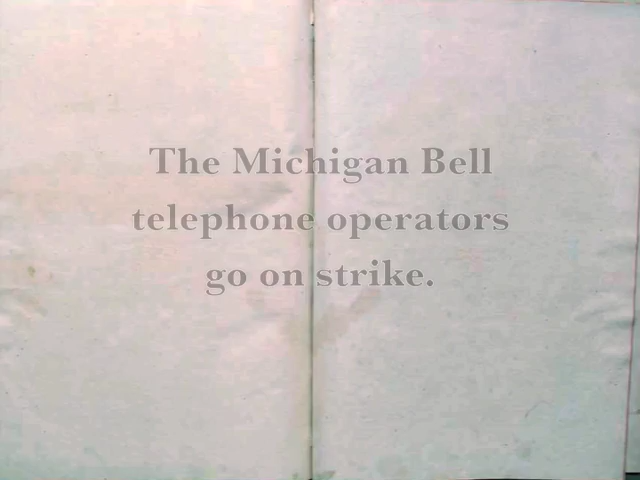 The Michigan Bell
telephone operators
go on strike.